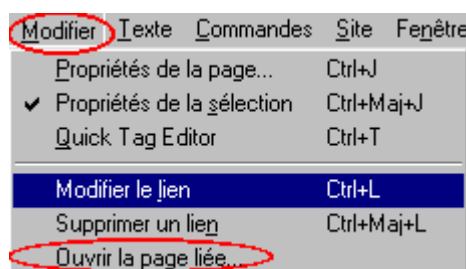 Modifier Texte Commandes Site Fenêtre
Propriétés de la page... Ctrl+J
✔ Propriétés de la sélection Ctrl+Maj+J
Quick Tag Editor Ctrl+T
Modifier le lien Ctrl+L
Supprimer un lien Ctrl+Maj+L
Ouvrir la page liée...